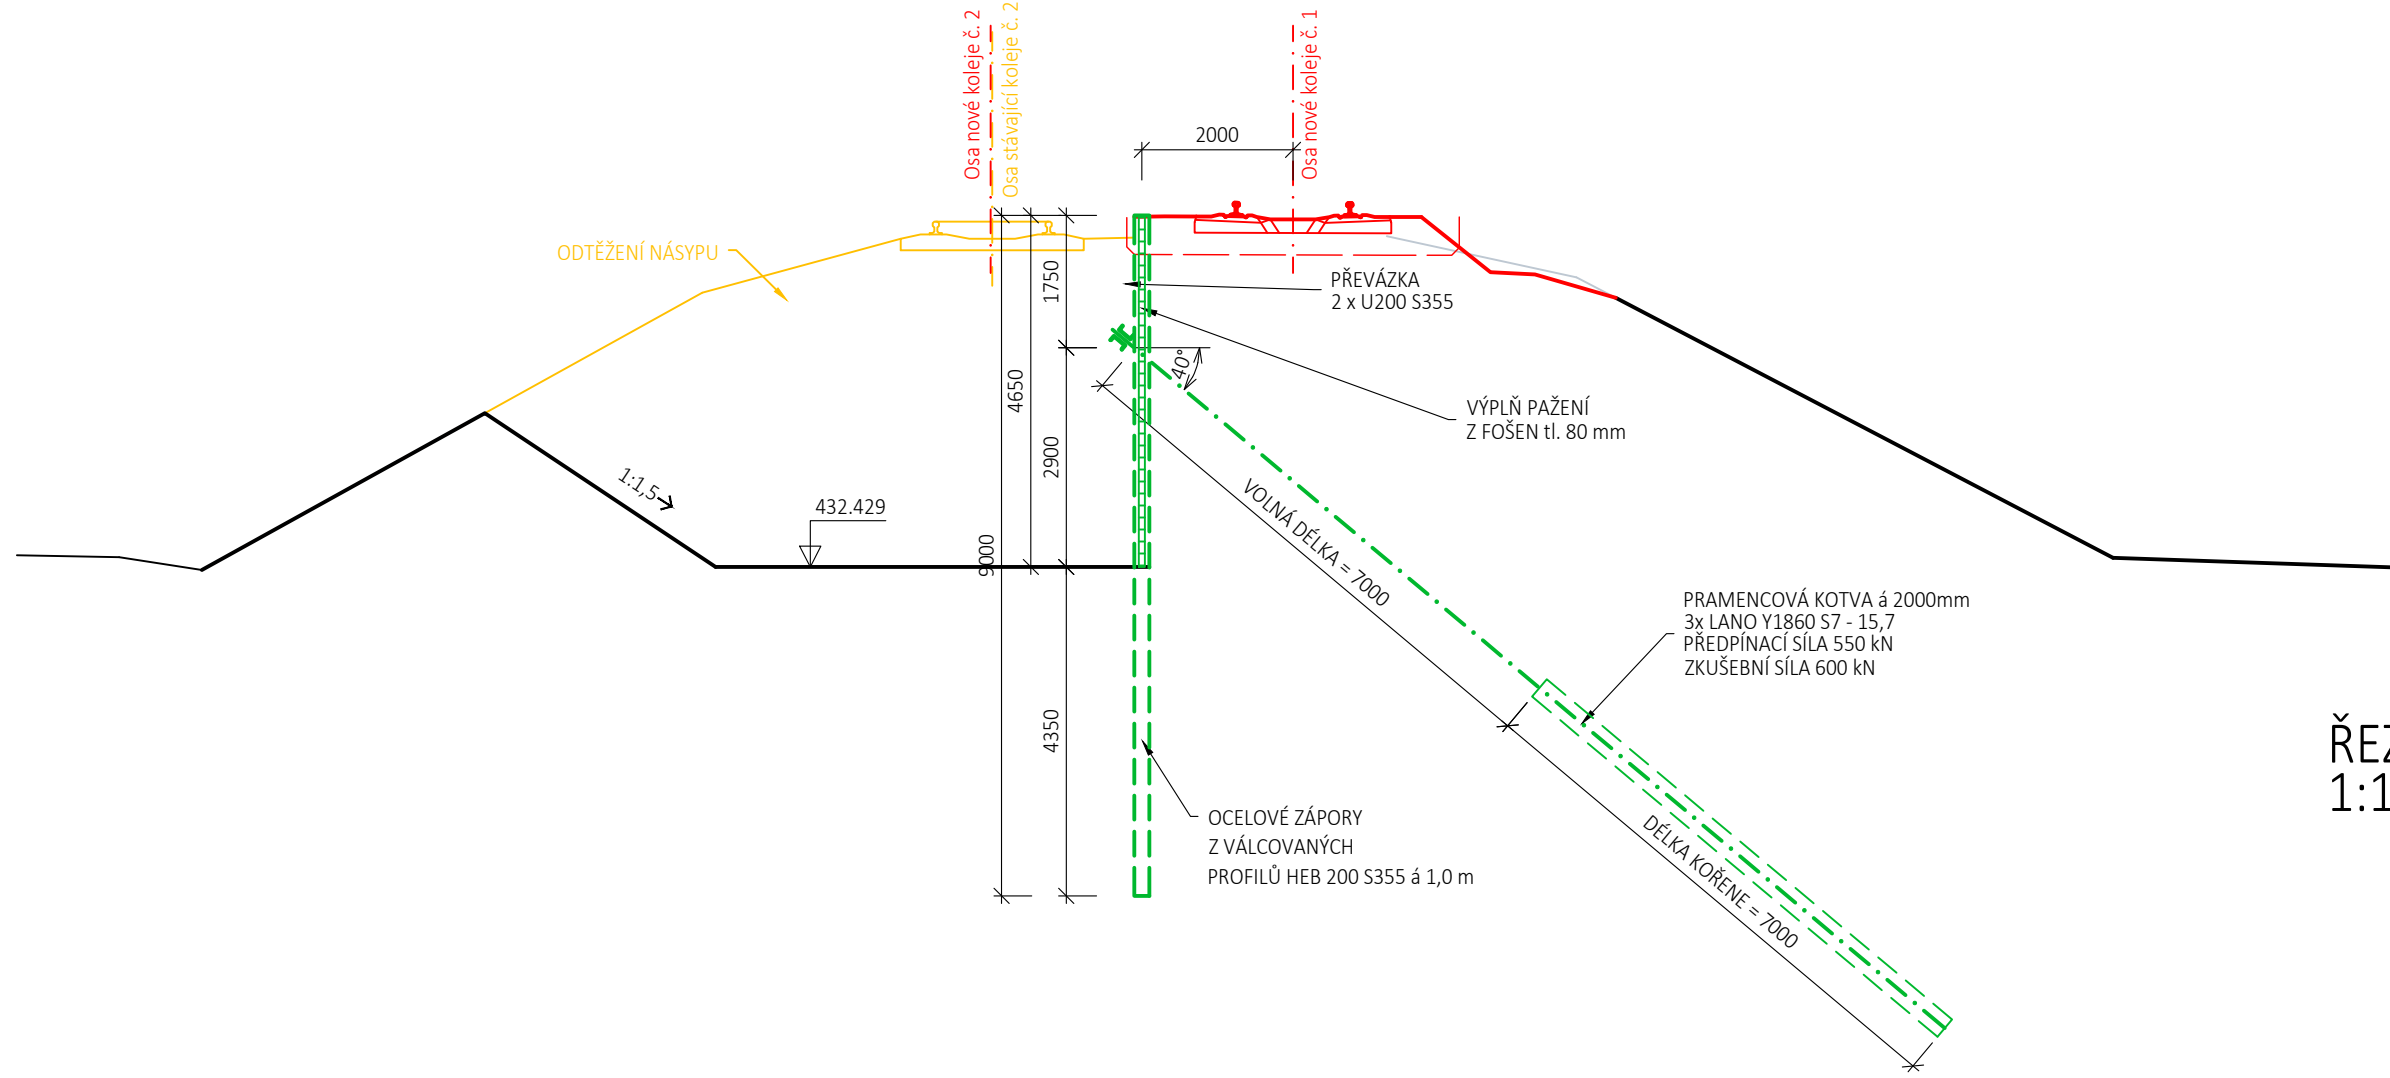 Osa nové koleje č. 2
Osa stávající koleje č. 2
Osa nové koleje č. 1
2000
ODTĚŽENÍ NÁSYPU
1750
PŘEVÁZKA
2 x U200 S355
40°
4650
VÝPLŇ PAŽENÍ
Z FOŠEN tl. 80 mm
2900
1:1,5
432.429
VOLNÁ DÉLKA = 7000
9000
PRAMENCOVÁ KOTVA á 2000mm
3x LANO Y1860 S7 - 15,7
PŘEDPÍNACÍ SÍLA 550 kN
ZKUŠEBNÍ SÍLA 600 kN
4350
ŘEZ
1:1
OCELOVÉ ZÁPORY
Z VÁLCOVANÝCH
PROFILŮ HEB 200 S355 á 1,0 m
DÉLKA KOŘENE = 7000